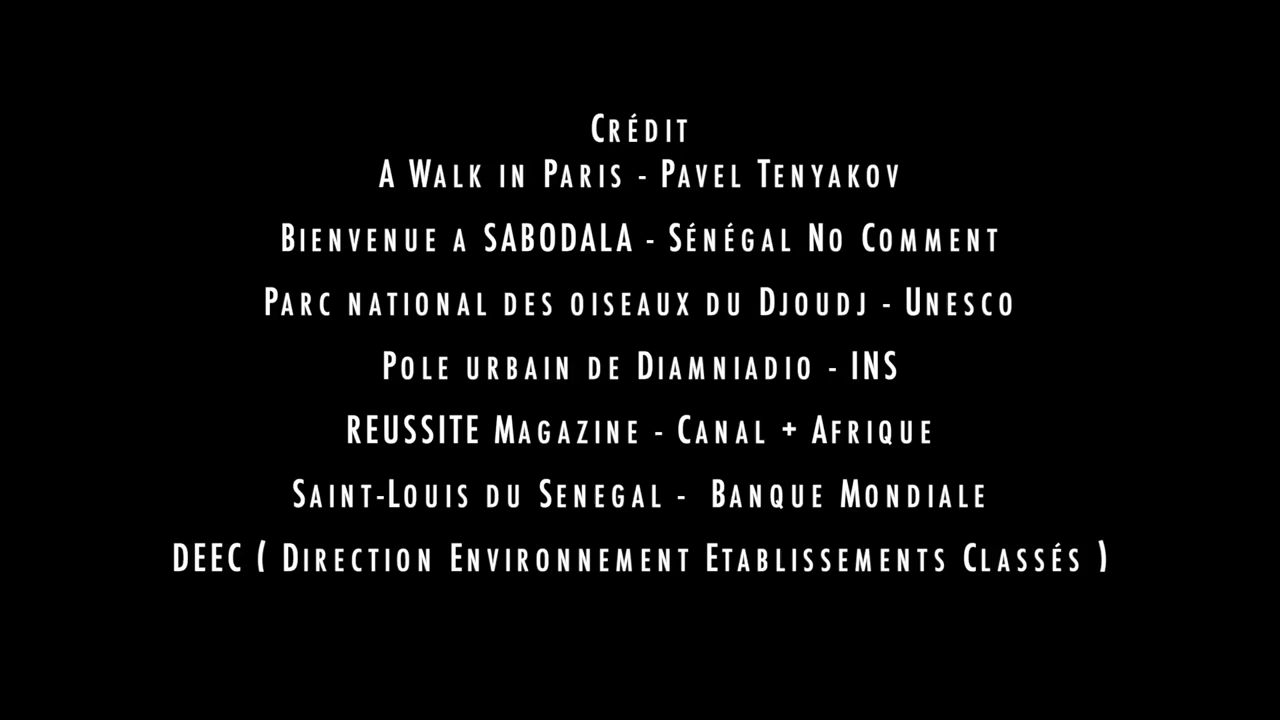 Crédit
A Walk in Paris - Pavel Tenyakov
Bienvenue a SABODALA - Sénégal No Comment
Parc national des oiseaux du Djoudj - Unesco
Pole urbain de Diamniadio - INS
REUSSITE Magazine - Canal + Afrique
Saint-Louis du Senegal - Banque Mondiale
DEEC ( Direction Environnement Etablissements Classés )